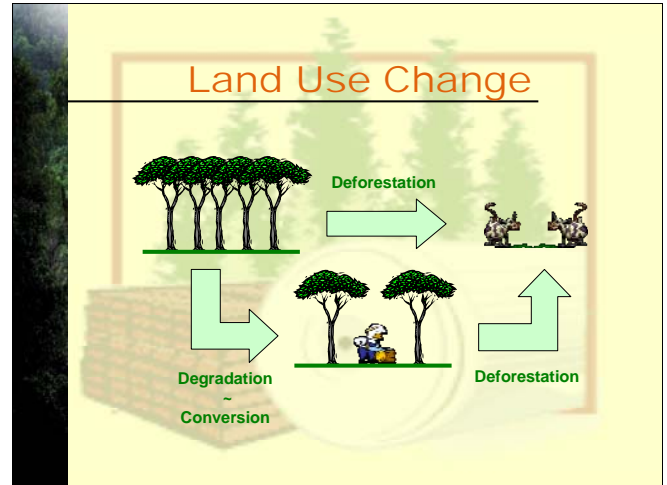 Land Use Change
Deforestation
Degradation
~
Conversion
Deforestation